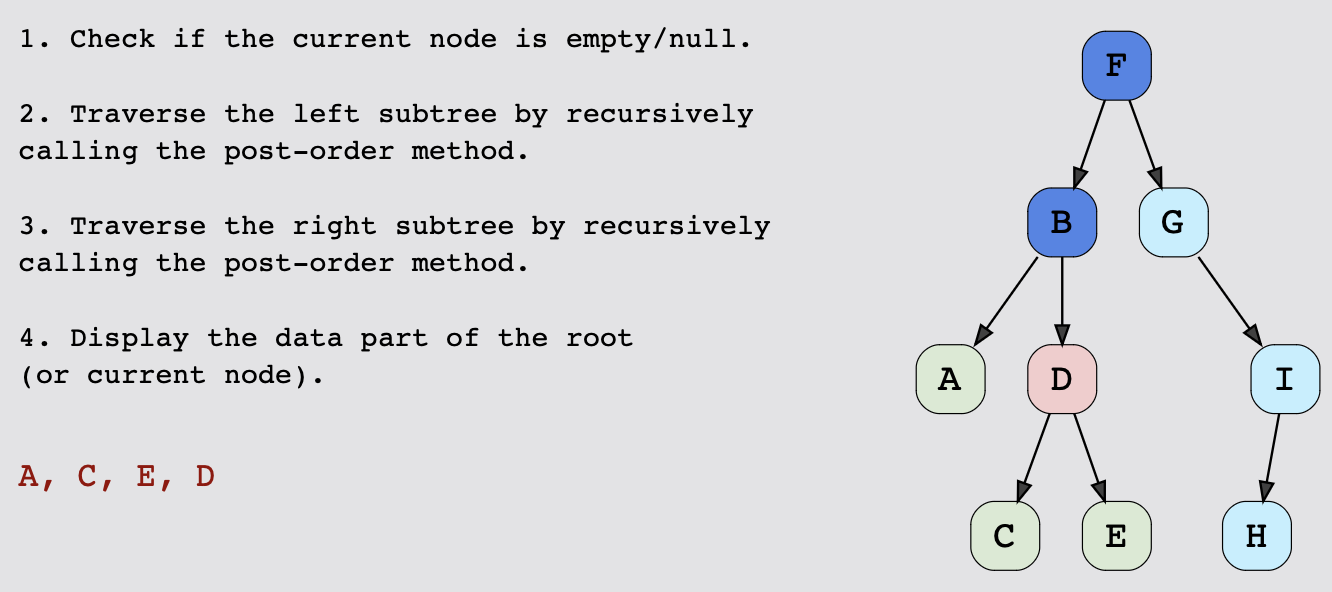 1. Check if the current node is empty/null.
2. Traverse the left subtree by recursively
calling the post-order method.
3. Traverse the right subtree by recursively
calling the post-order method.
4. Display the data part of the root
(or current node).
A, C, E, D
F
B G
A D I
C E H